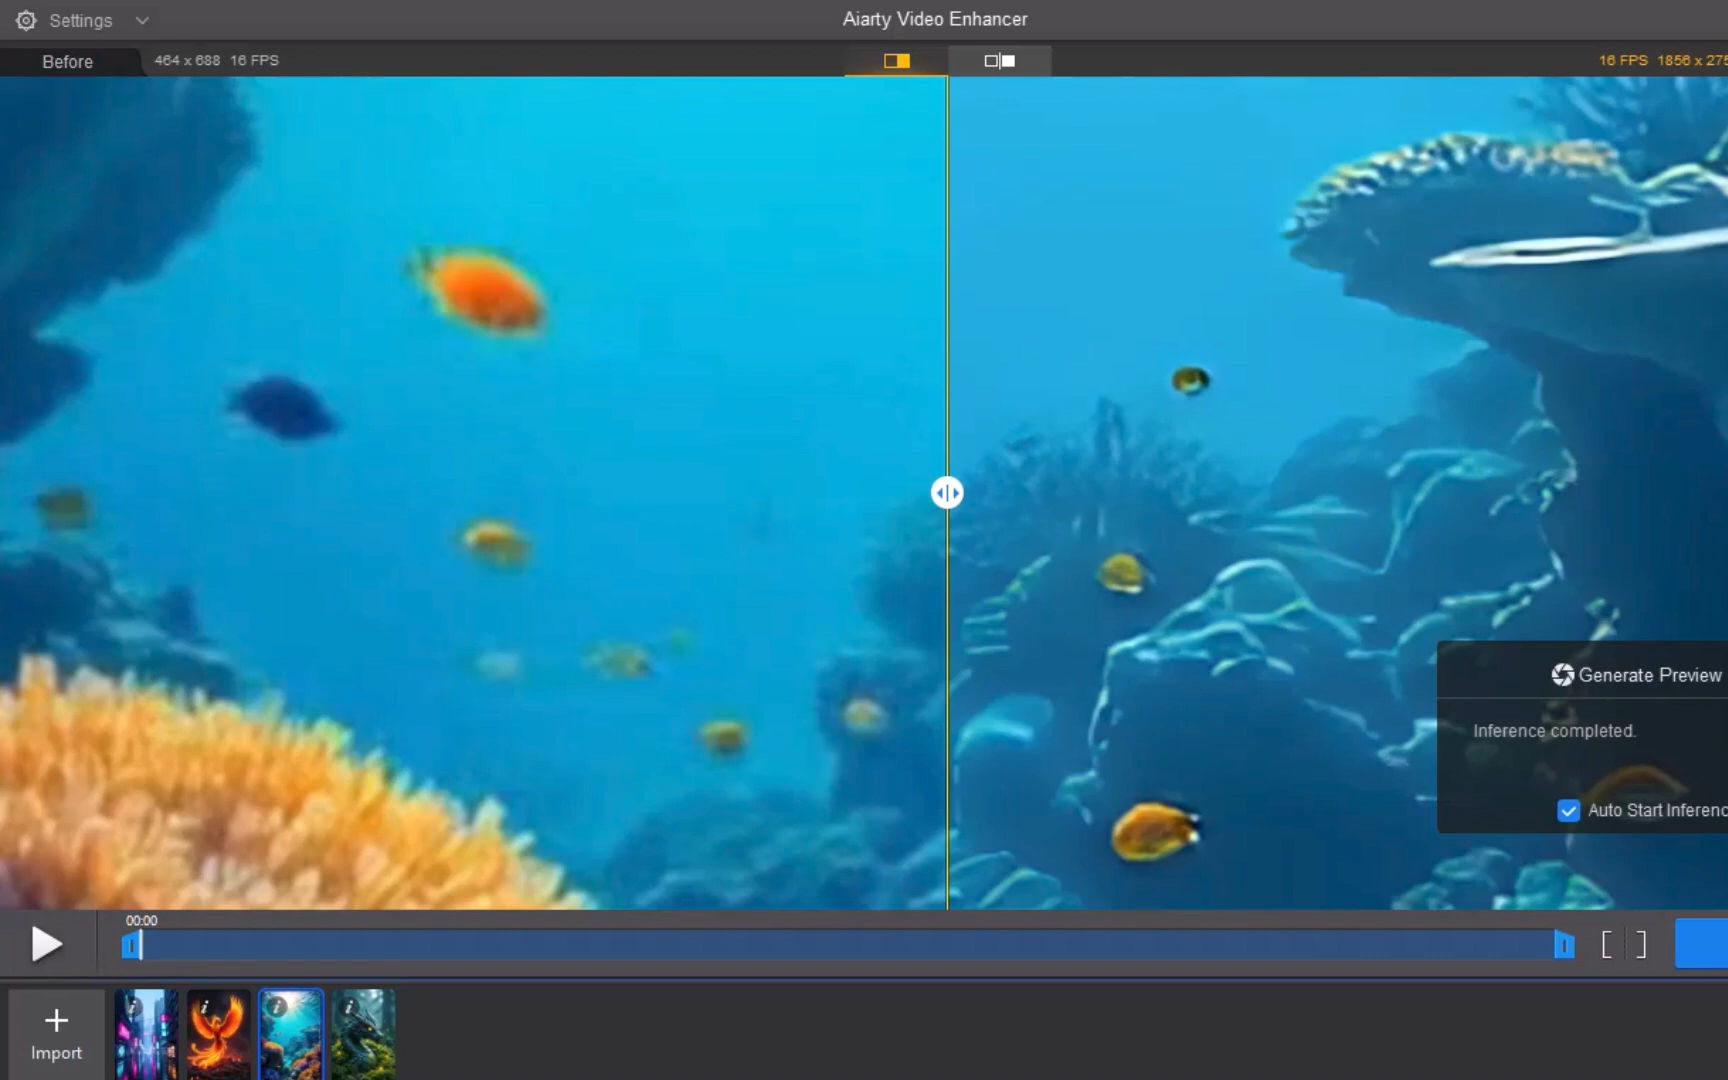 Settings
Aiarty Video Enhancer
Before
464 x 688 16 FPS
16 FPS 1856 x 275
Generate Preview
Inference completed.
Auto Start Inferenc
00:00
Import